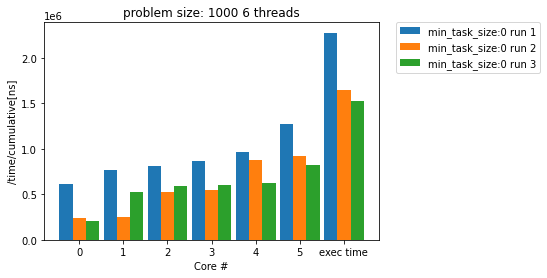 problem size: 1000 6 threads
1e6
2.0
1.5
1.0
0.5
0.0
/time/cumulative[ns]
0 1 2 3 4 5 exec time
Core #
min_task_size:0 run 1
min_task_size:0 run 2
min_task_size:0 run 3